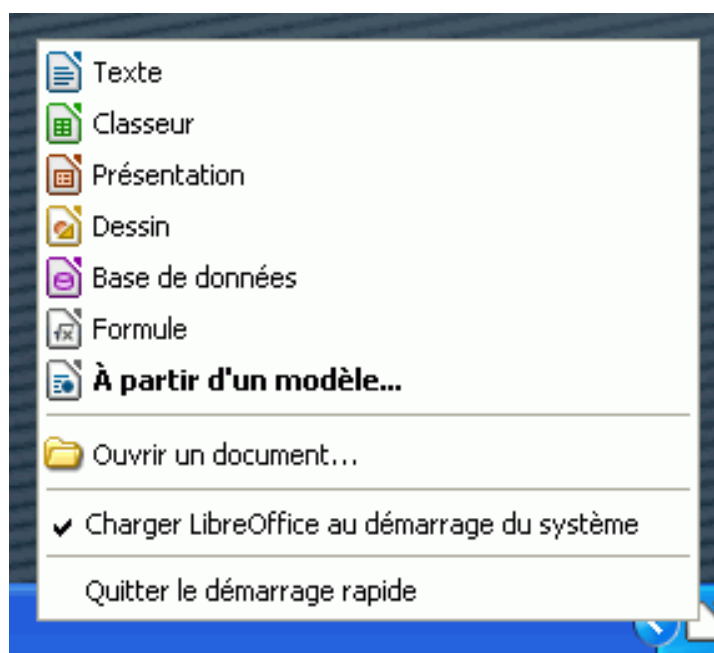 Texte
Classeur
Présentation
Dessin
Base de données
Formule
À partir d'un modèle...
Ouvrir un document...
Charger LibreOffice au démarrage du système
Quitter le démarrage rapide